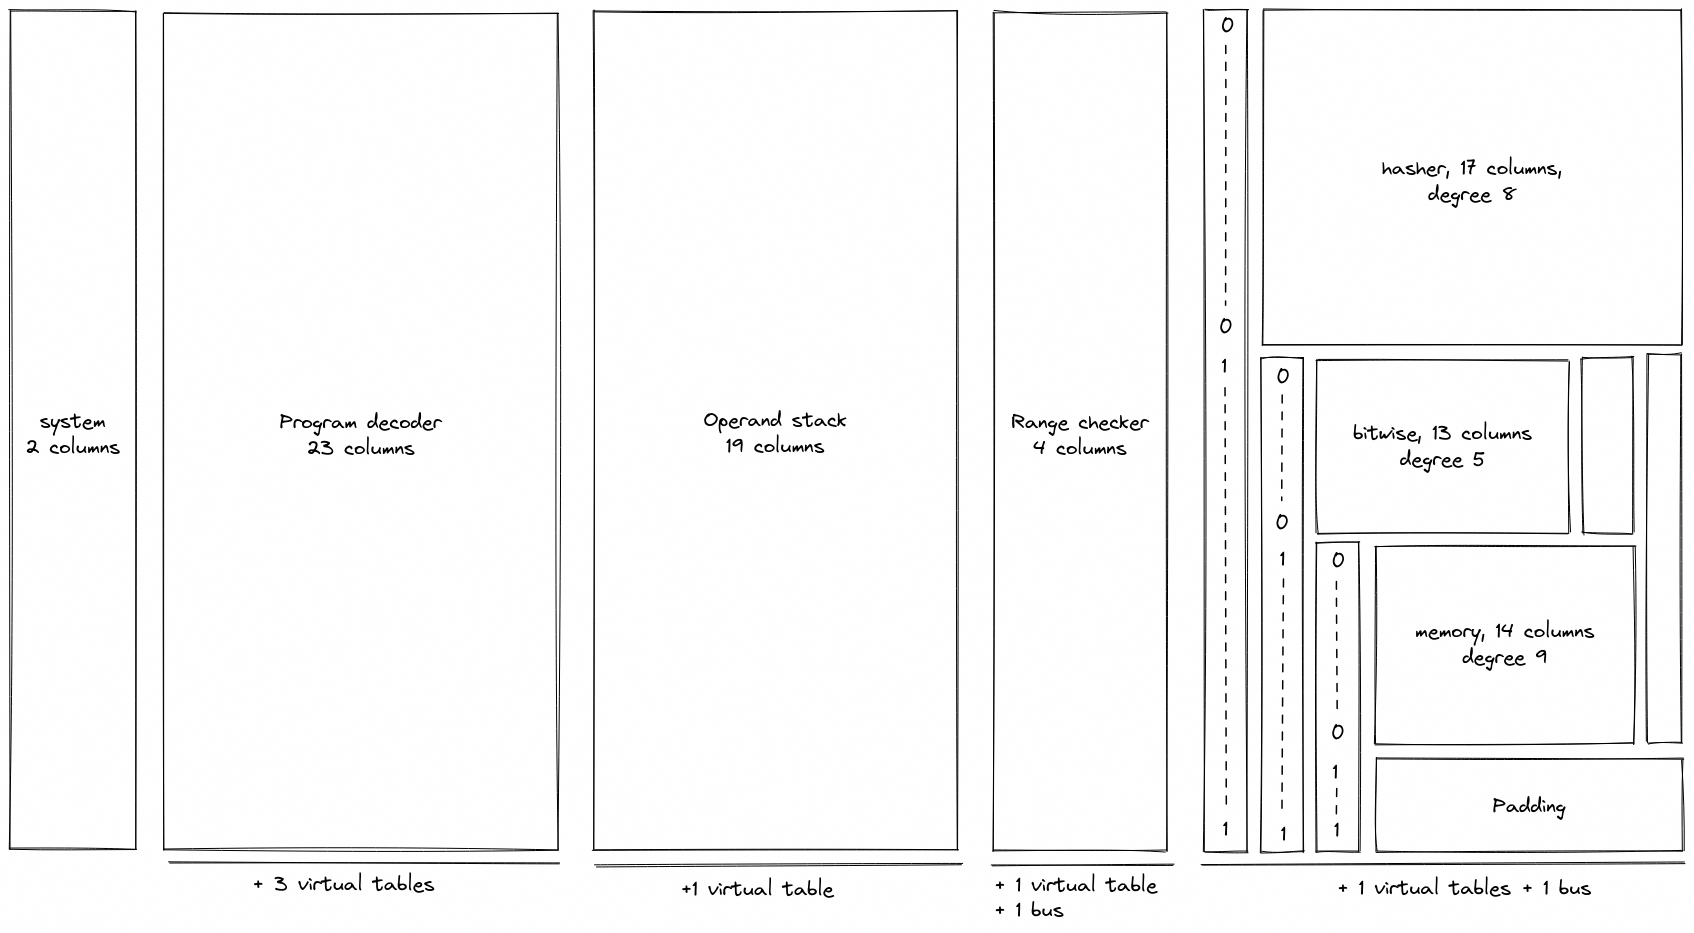 system
2 columns
Program decoder
23 columns
+ 3 virtual tables
Operand stack
19 columns
+1 virtual table
Range checker
4 columns
+ 1 virtual table
+ 1 bus
0
0
1
1
hasher, 17 columns,
degree 8
0
0
1
1
bitwise, 13 columns
degree 5
0
0
1
1
memory, 14 columns
degree 9
Padding
+ 1 virtual tables + 1 bus